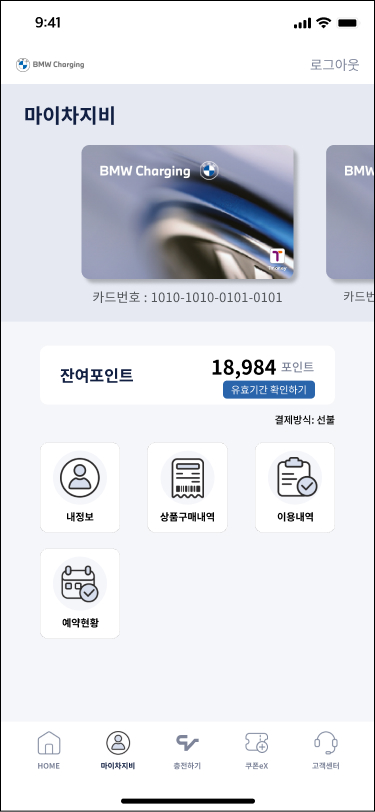 9:41
BMW Charging
로그아웃
마이차지비
BMW Charging
BMW
카드번호 : 1010-1010-0101-0101
카드번
잔여포인트
18,984 포인트
유효기간 확인하기
결제방식: 선불
내정보
상품구매내역
이용내역
예약현황
HOME
마이차지비
충전하기
쿠폰eX
고객센터